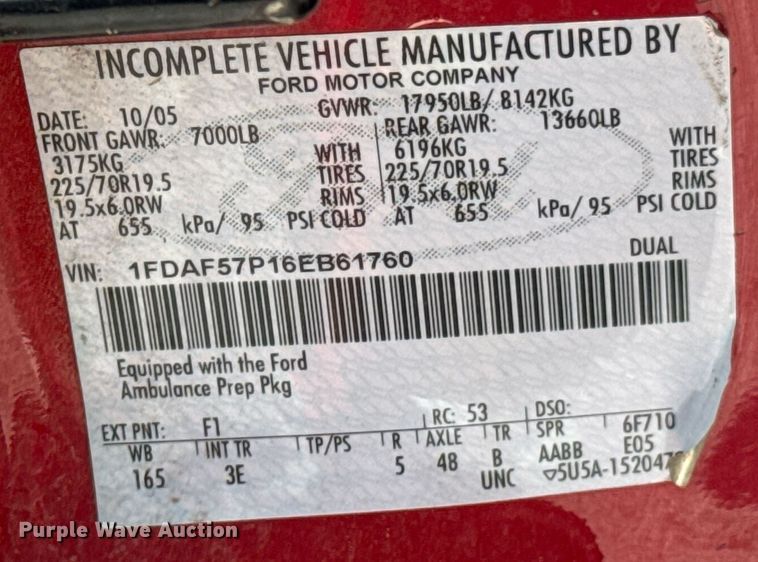 INCOMPLETE VEHICLE MANUFACTURED BY
FORD MOTOR COMPANY
DATE: 10/05 GVWR: 17950LB/ 8142KG
FRONT GAWR: 7000LB REAR GAWR: 13660LB
3175KG WITH 6196KG WITH
225/70R19.5 TIRES 225/70R19.5 TIRES
19.5x6.0RW RIMS 19.5x6.0RW RIMS
AT 655 kPa/ 95 PSI COLD AT 655 kPa/ 95 PSI COLD
VIN: 1FDAF57P16EB61760 DUAL
Equipped with the Ford
Ambulance Prep Pkg
EXT PNT: F1 RC: 53 DSO:
WB INT TR TP/PS R AXLE TR SPR 6F710
165 3E 5 48 B AABB E05
UNC ▽5U5A-152047
Purple Wave Auction